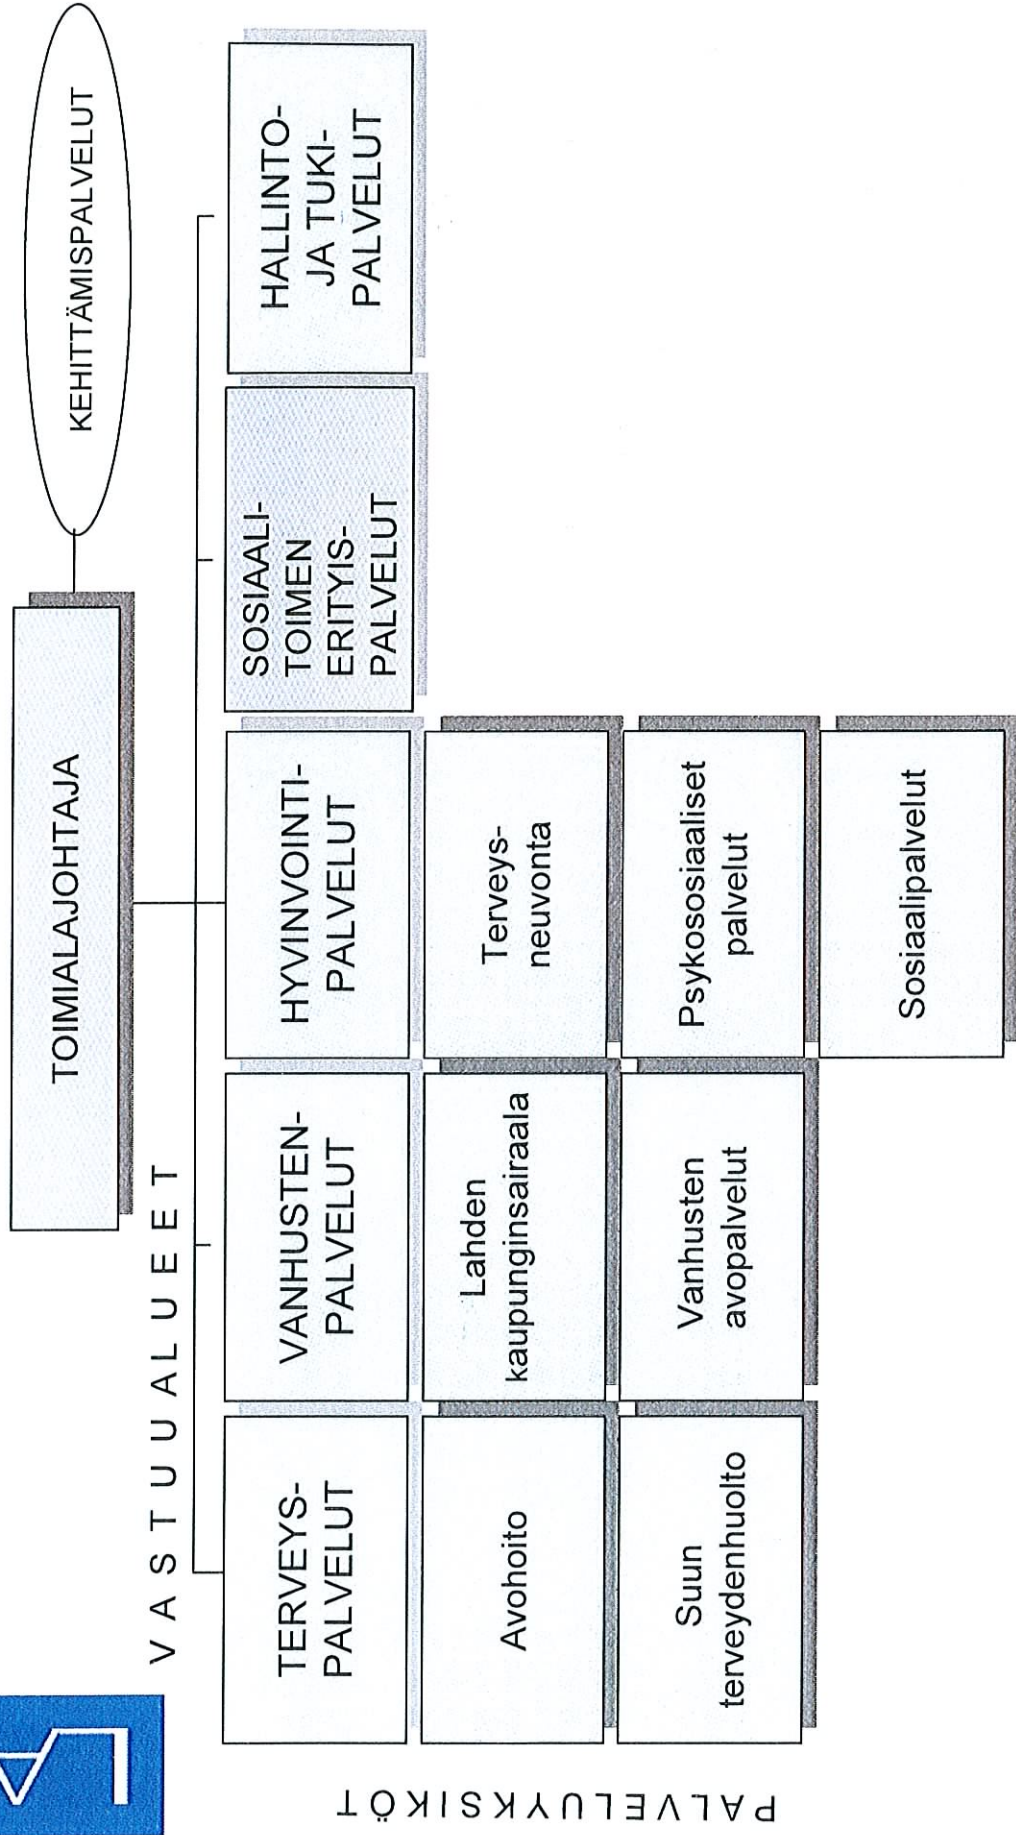 LA
TOIMIALAJOHTAJA
KEHITTÄMISPALVELUT
VASTUUALUEET
TERVEYS-
PALVELUT
VANHUSTEN-
PALVELUT
HYVINVOINTI-
PALVELUT
SOSIAALI-
TOIMEN
ERITYIS-
PALVELUT
HALLINTO-
JA TUKI-
PALVELUT
PALVELUYKSIKÖT
Avohoito
Lahden
kaupunginsairaala
Terveys-
neuvonta
Suun
terveydenhuolto
Vanhusten
avopalvelut
Psykososiaaliset
palvelut
Sosiaalipalvelut